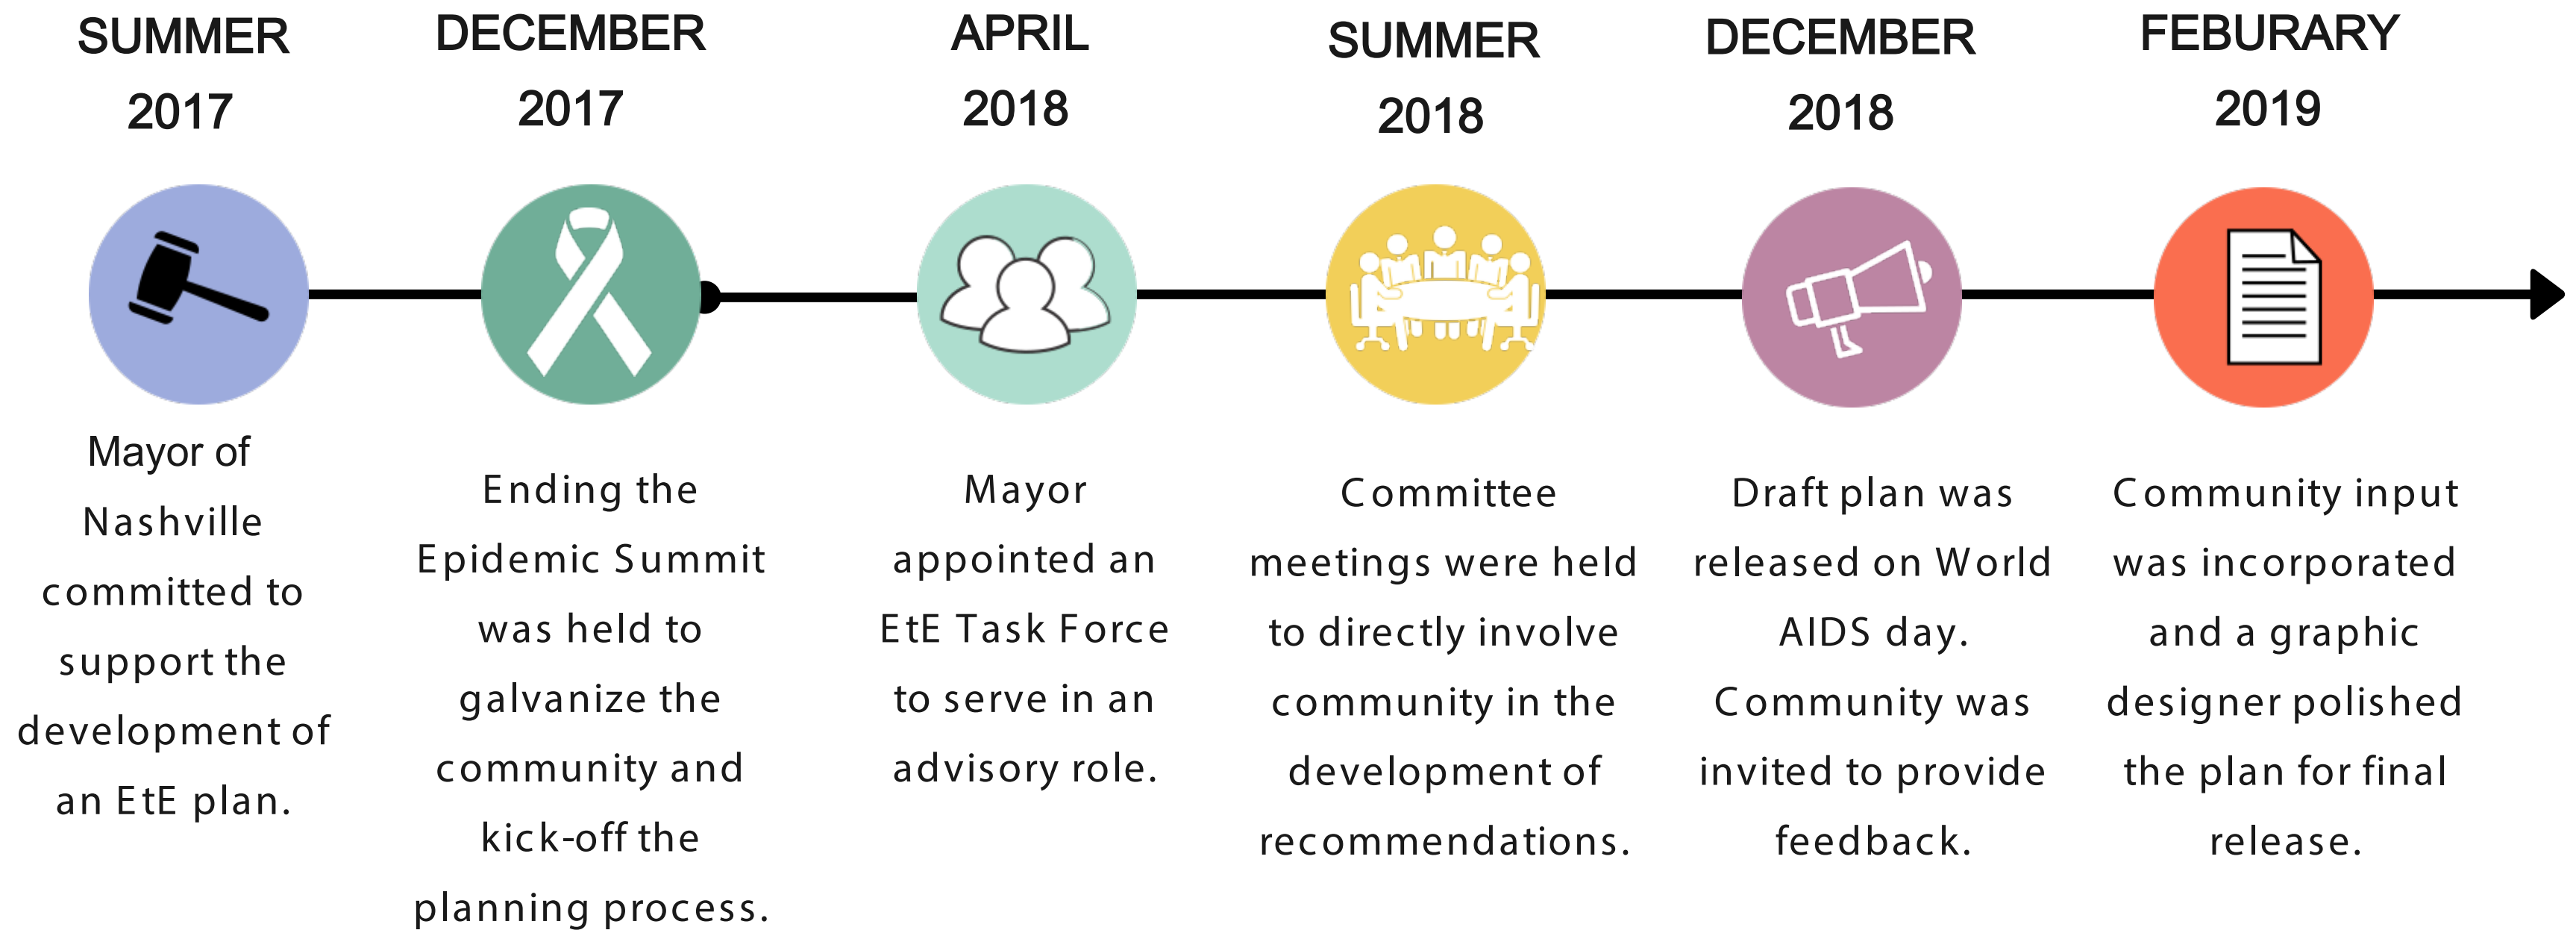 SUMMER
2017
Mayor of
Nashville
committed to
support the
development of
an EtE plan.
DECEMBER
2017
Ending the
Epidemic Summit
was held to
galvanize the
community and
kick-off the
planning process.
APRIL
2018
Mayor
appointed an
EtE Task Force
to serve in an
advisory role.
SUMMER
2018
Committee
meetings were held
to directly involve
community in the
development of
recommendations.
DECEMBER
2018
Draft plan was
released on World
AIDS day.
Community was
invited to provide
feedback.
FEBURARY
2019
Community input
was incorporated
and a graphic
designer polished
the plan for final
release.